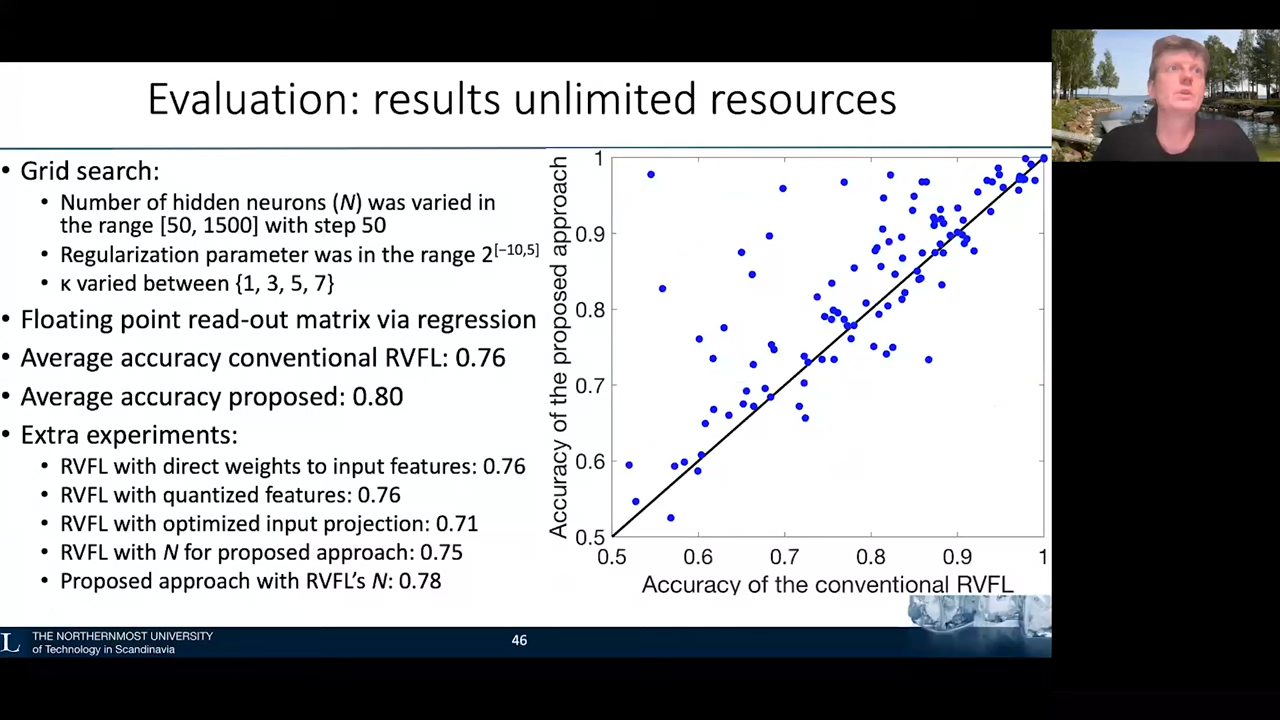 Evaluation: results unlimited resources
• Grid search:
• Number of hidden neurons (N) was varied in
the range [50, 1500] with step 50
• Regularization parameter was in the range 2^[−10,5]
• κ varied between {1, 3, 5, 7}
• Floating point read-out matrix via regression
• Average accuracy conventional RVFL: 0.76
• Average accuracy proposed: 0.80
• Extra experiments:
• RVFL with direct weights to input features: 0.76
• RVFL with quantized features: 0.76
• RVFL with optimized input projection: 0.71
• RVFL with N for proposed approach: 0.75
• Proposed approach with RVFL's N: 0.78
Accuracy of the proposed approach
1
0.9
0.8
0.7
0.6
0.5
0.5 0.6 0.7 0.8 0.9 1
Accuracy of the conventional RVFL
L
THE NORTHERNMOST UNIVERSITY
of Technology in Scandinavia
46